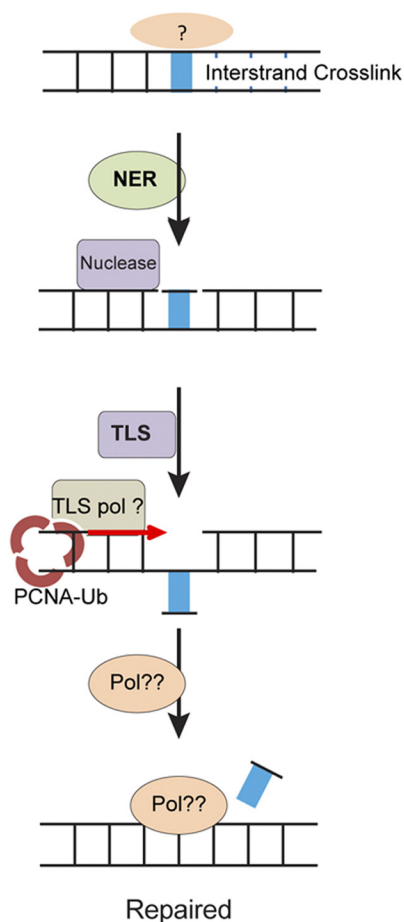 ?
Interstrand Crosslink
NER
Nuclease
TLS
TLS pol ?
PCNA-Ub
Pol??
Pol??
Repaired